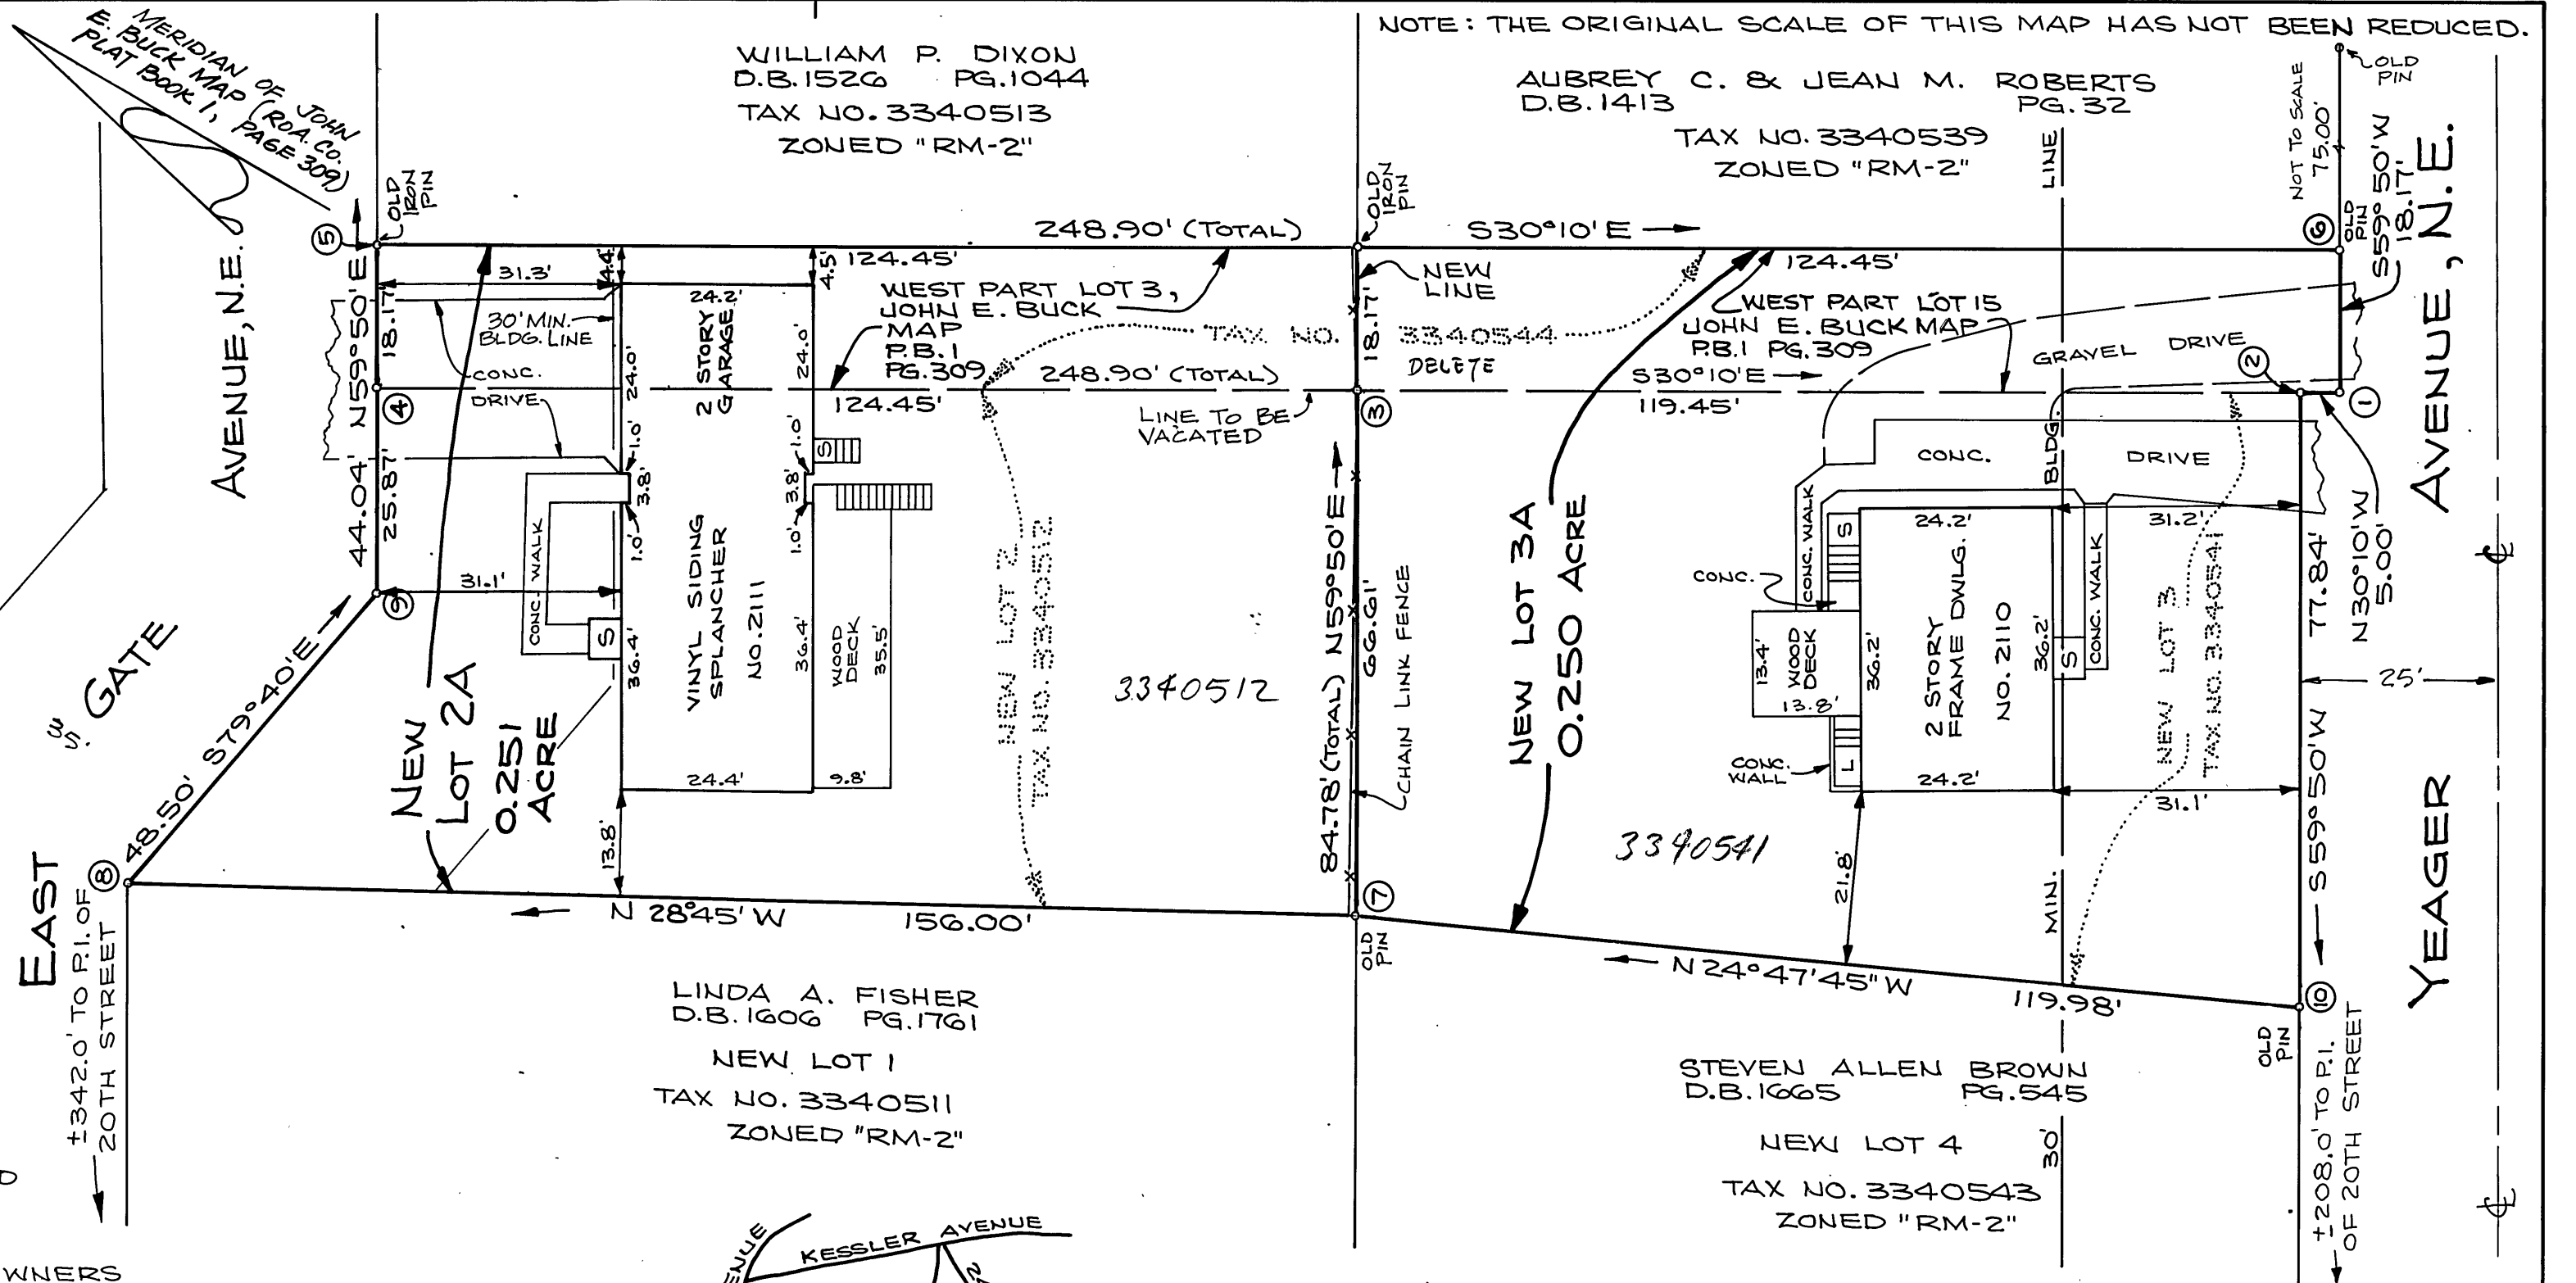 NOTE: THE ORIGINAL SCALE OF THIS MAP HAS NOT BEEN REDUCED.
MERIDIAN OF JOHN
E. BUCK MAP (ROA. CO.
PLAT BOOK 1, PAGE 309)
WILLIAM P. DIXON
D.B. 1526 PG. 1044
TAX NO. 3340513
ZONED "RM-2"
AUBREY C. & JEAN M. ROBERTS
D.B. 1413 PG. 32
TAX NO. 3340539
ZONED "RM-2"
LINE
NOT TO SCALE
75.00'
OLD
PIN
S59°50'W
18.17'
AVENUE, N.E.
AVENUE, N.E.
5
OLD
IRON
PIN
248.90' (TOTAL)
OLD
IRON
PIN
S30°10'E
6
OLD
PIN
31.3'
4.4'
4.5'
124.45'
124.45'
N59°50'E
18.17'
24.2'
30' MIN.
BLDG. LINE
2 STORY
GARAGE
24.0'
24.0'
WEST PART LOT 3,
JOHN E. BUCK
MAP
P.B. 1
PG. 309
NEW
LINE
18.17'
TAX NO. 3340544
DELETE
WEST PART LOT 15
JOHN E. BUCK MAP
P.B. 1 PG. 309
GRAVEL DRIVE
2
CONC.
DRIVE
4
248.90' (TOTAL)
124.45'
LINE TO BE
VACATED
3
S30°10'E
119.45'
1
44.04'
25.87'
1.0'
3.8'
1.0'
1.0'
3.8'
1.0'
S
CONC. DRIVE
BLDG.
N30°10'W
5.00'
31.1'
9
CONC. WALK
S
36.4'
VINYL SIDING
SPLANCHER
NO. 2111
36.4'
WOOD
DECK
35.5'
NEW LOT 2
TAX NO. 3340512
3340512
84.78' (TOTAL) N59°50'E
66.61'
CHAIN LINK FENCE
NEW LOT 3A
0.250 ACRE
CONC. WALK
S
24.2'
31.2'
CONC.
13.4'
WOOD
DECK
13.8'
36.2'
2 STORY
FRAME DWLG.
NO. 2110
36.2'
S
CONC. WALK
NEW LOT 3
TAX NO. 3340541
77.84'
S59°50'W
25'
35.
GATE
S79°40'E
48.50'
NEW
LOT 2A
0.251
ACRE
24.4'
9.8'
13.8'
CONC.
WALL
L
24.2'
31.1'
3340541
21.8'
MIN.
YEAGER
EAST
8
N 28°45' W 156.00'
7
OLD
PIN
N 24°47'45" W
119.98'
10
OLD
PIN
±342.0' TO P.I. OF
20TH STREET
LINDA A. FISHER
D.B. 1606 PG. 1761
NEW LOT 1
TAX NO. 3340511
ZONED "RM-2"
STEVEN ALLEN BROWN
D.B. 1665 PG. 545
NEW LOT 4
TAX NO. 3340543
ZONED "RM-2"
30'
±208.0' TO P.I.
OF 20TH STREET
KESSLER AVENUE